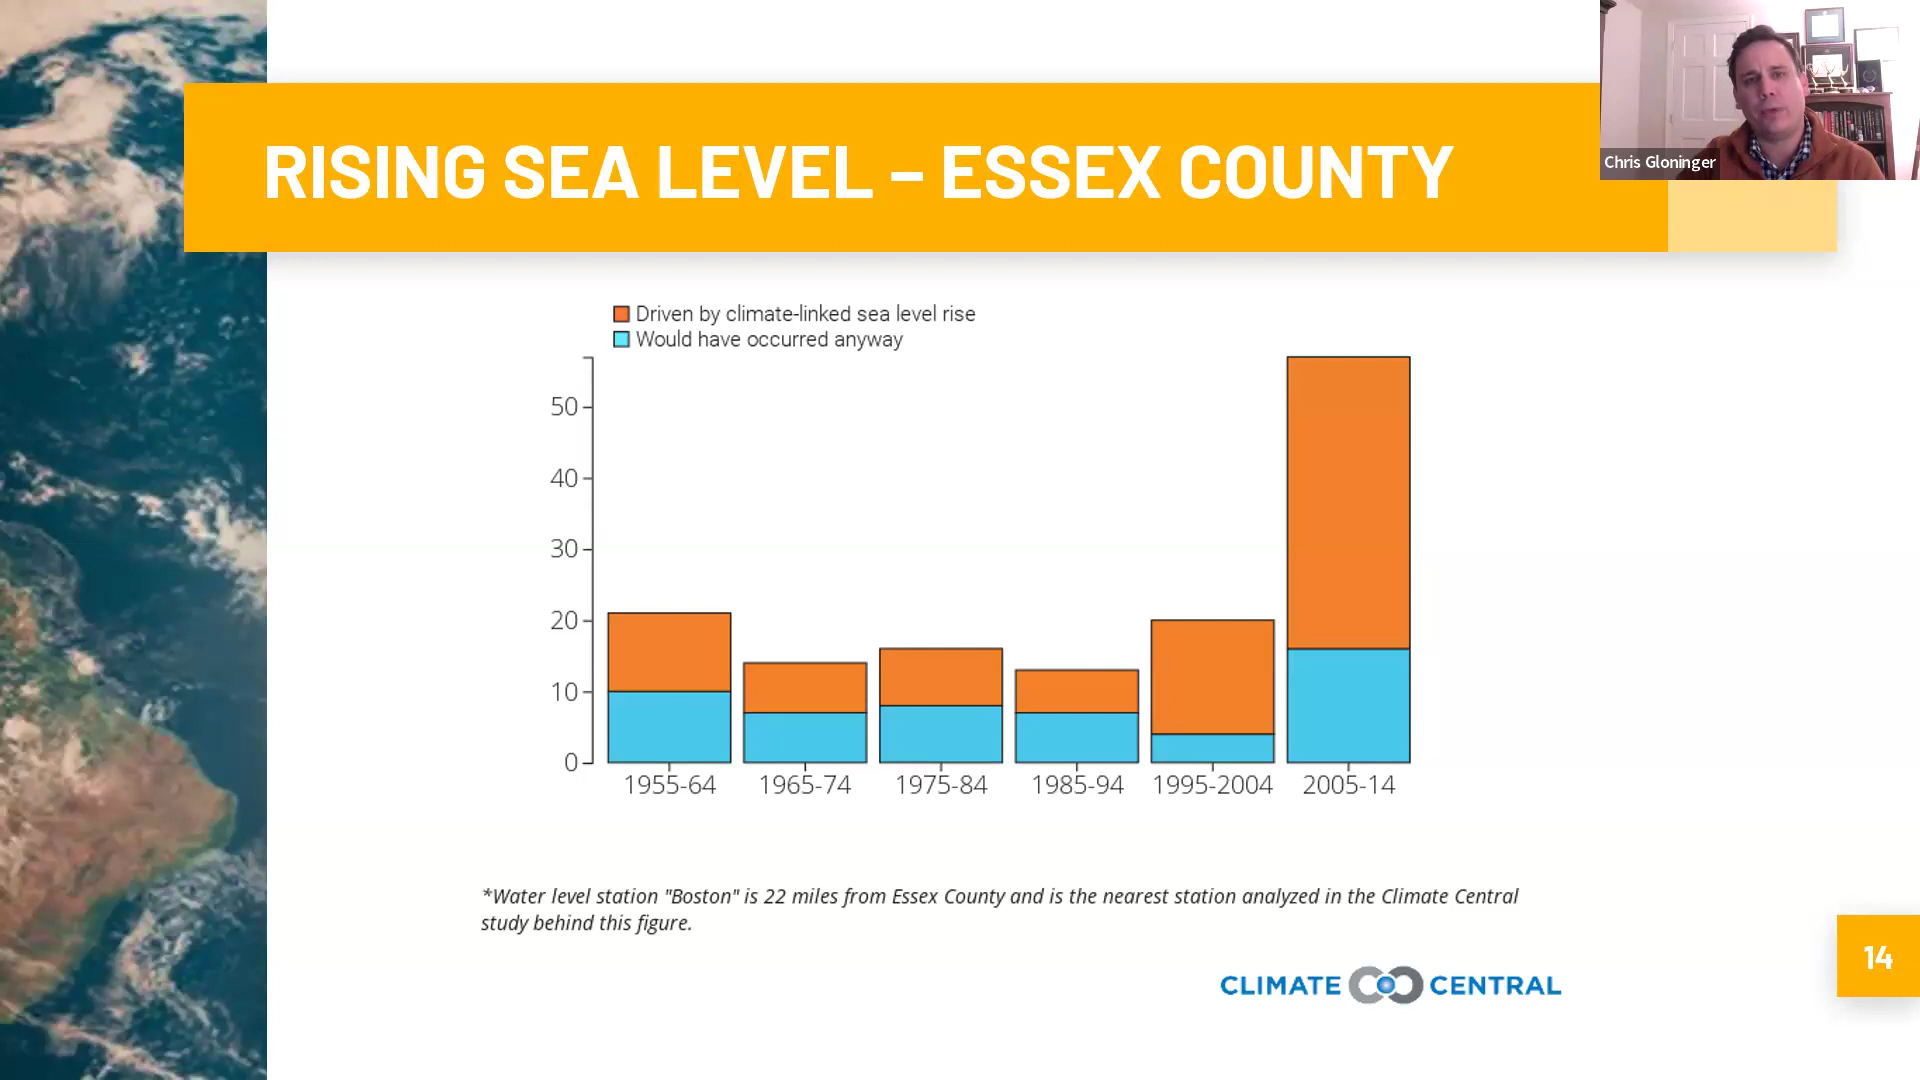 RISING SEA LEVEL – ESSEX COUNTY
Chris Gloninger
Driven by climate-linked sea level rise
Would have occurred anyway
50
40
30
20
10
0
1955-64 1965-74 1975-84 1985-94 1995-2004 2005-14
*Water level station "Boston" is 22 miles from Essex County and is the nearest station analyzed in the Climate Central
study behind this figure.
CLIMATE CENTRAL
14